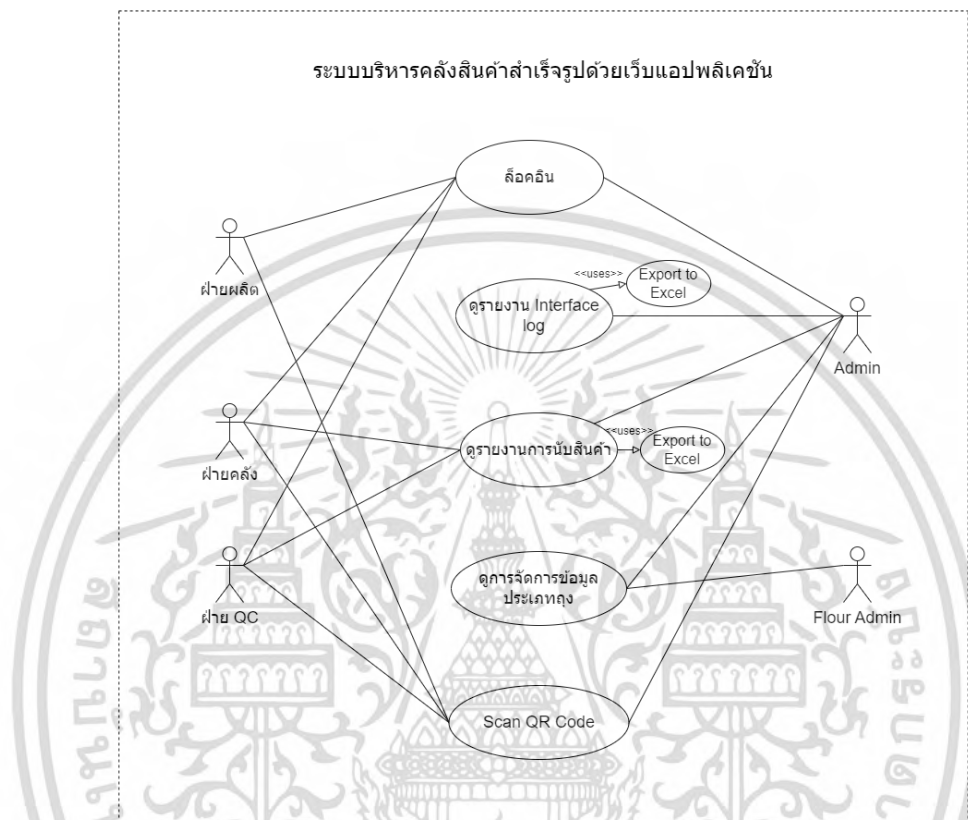 ระบบบริหารคลังสินค้าสำเร็จรูปด้วยเว็บแอปพลิเคชัน
ล็อคอิน
ฝ่ายผลิต
<<uses>>
Export to
Excel
ดูรายงาน Interface
log
Admin
ฝ่ายคลัง
ดูรายงานการนับสินค้า
<<uses>>
Export to
Excel
ฝ่าย QC
ดูการจัดการข้อมูล
ประเภทถุง
Flour Admin
Scan QR Code